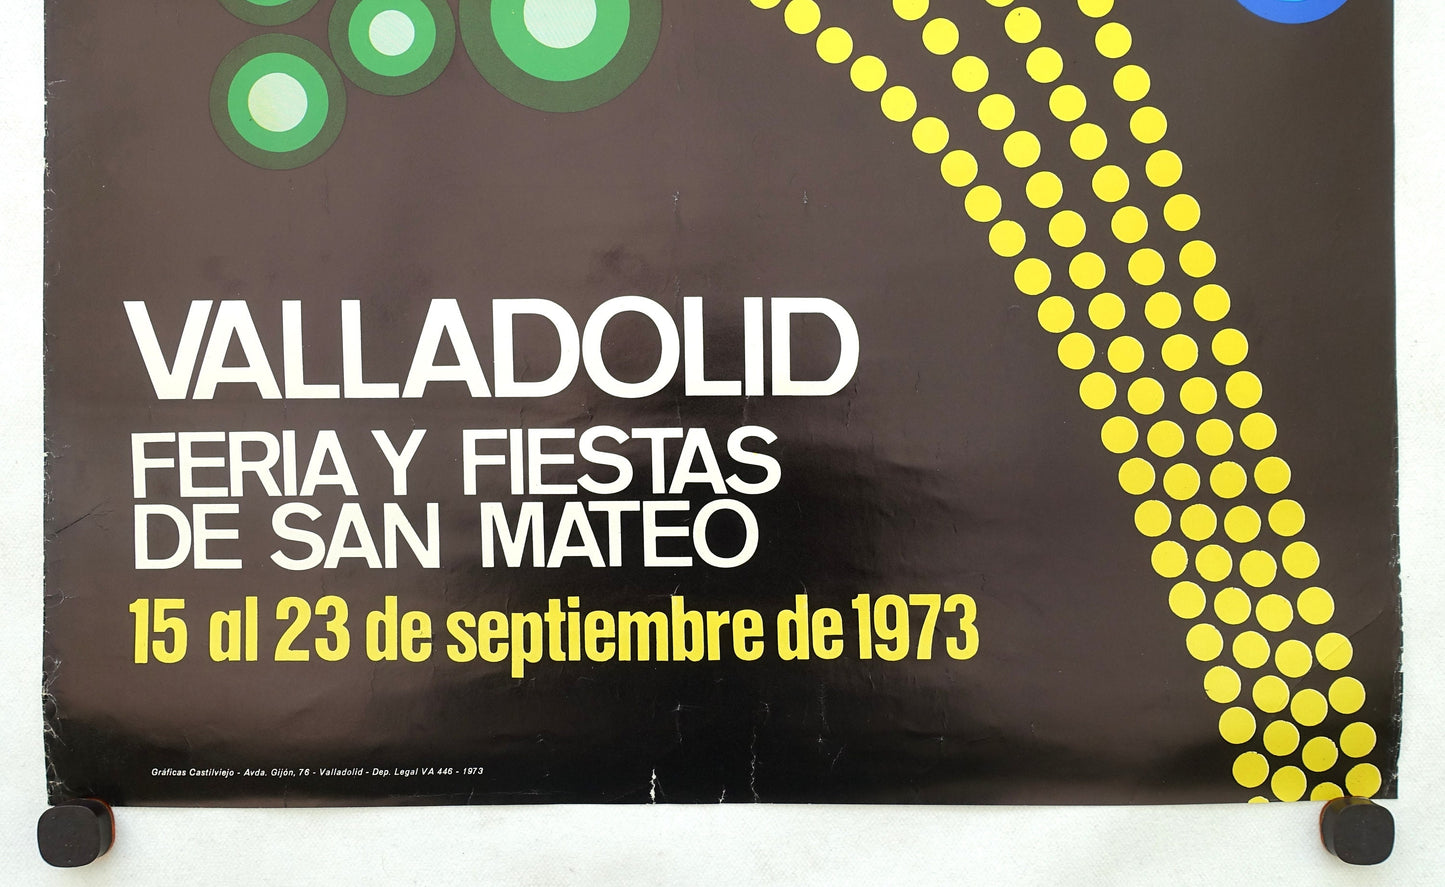 VALLADOLID
FERIA Y FIESTAS
DE SAN MATEO
15 al 23 de septiembre de 1973
Gráficas Castilviejo - Avda. Gijón, 76 - Valladolid - Dep. Legal VA 446 - 1973